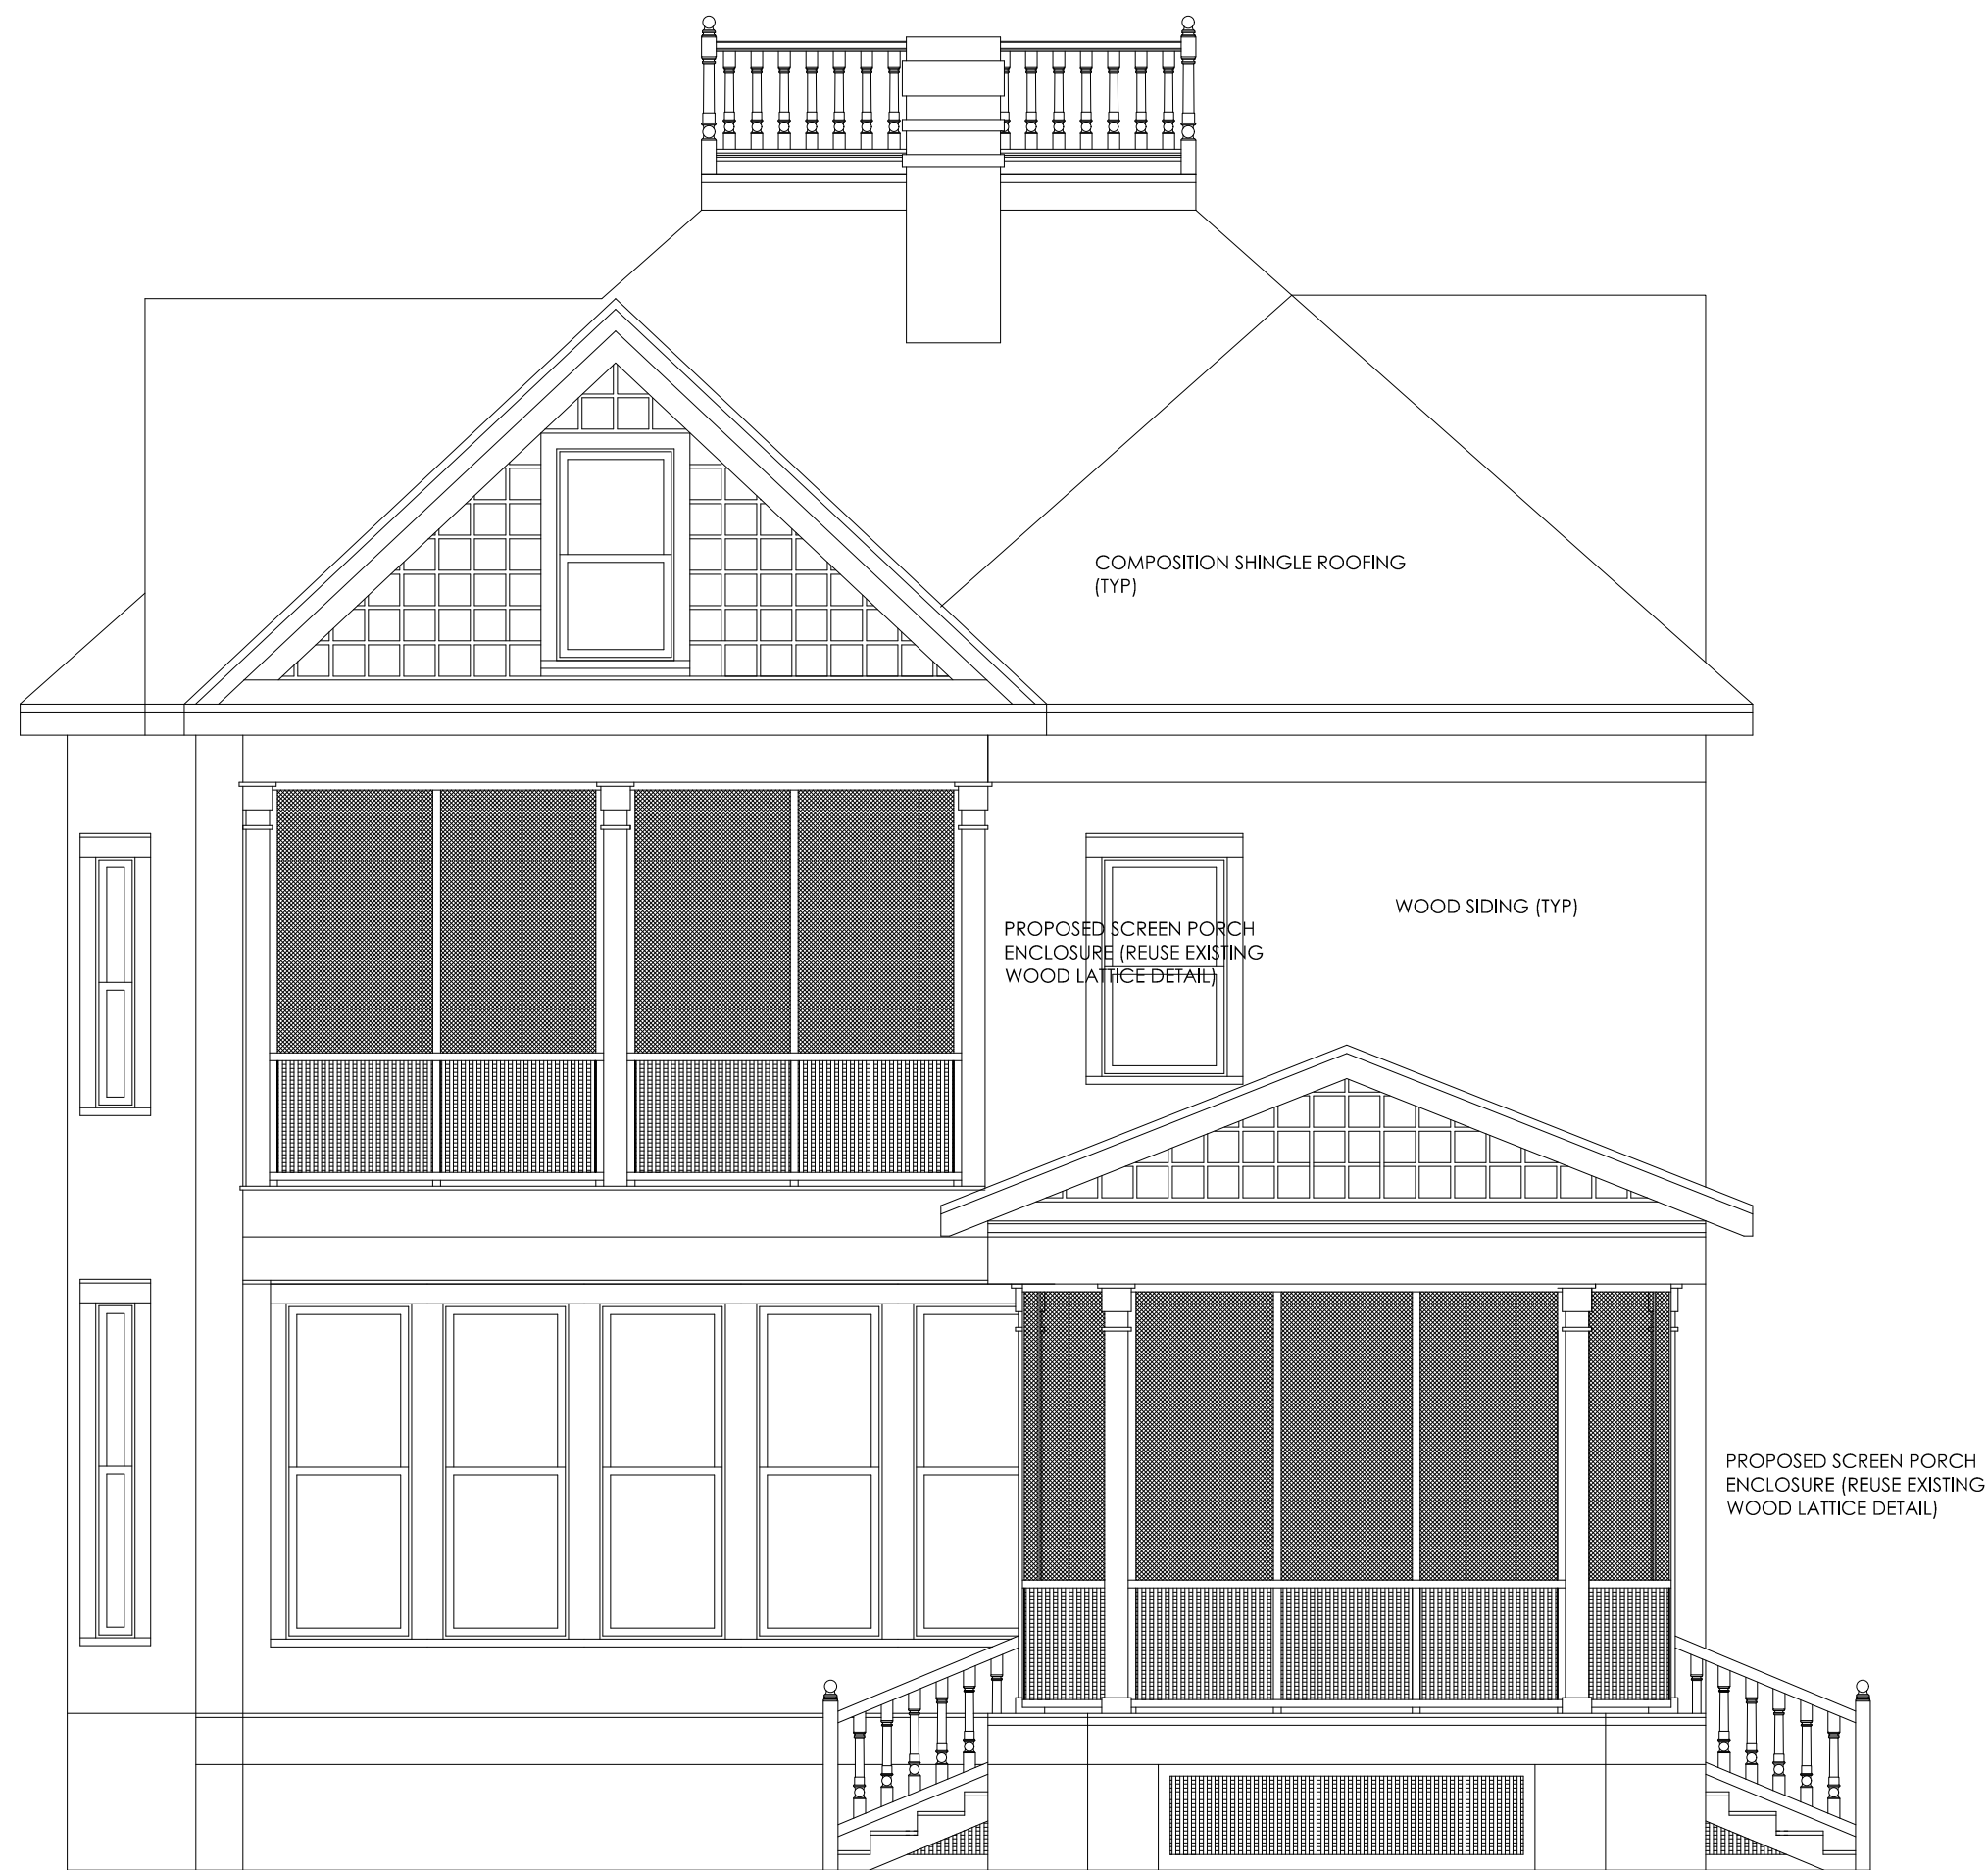 COMPOSITION SHINGLE ROOFING
(TYP)
WOOD SIDING (TYP)
PROPOSED SCREEN PORCH
ENCLOSURE (REUSE EXISTING
WOOD LATTICE DETAIL)
PROPOSED SCREEN PORCH
ENCLOSURE (REUSE EXISTING
WOOD LATTICE DETAIL)